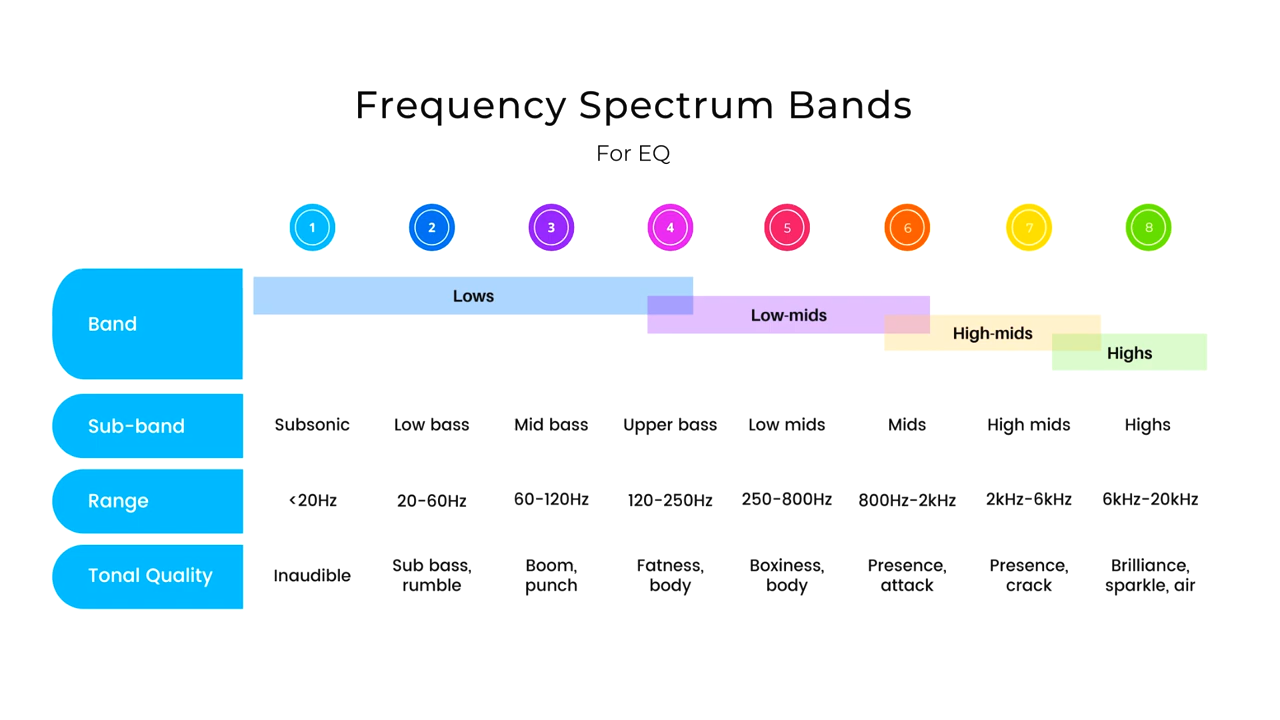 Frequency Spectrum Bands
For EQ
1 2 3 4 5 6 7 8
Band
Lows
Low-mids
High-mids
Highs
Sub-band Subsonic Low bass Mid bass Upper bass Low mids Mids High mids Highs
Range <20Hz 20-60Hz 60-120Hz 120-250Hz 250-800Hz 800Hz-2kHz 2kHz-6kHz 6kHz-20kHz
Tonal Quality Inaudible Sub bass, rumble Boom, punch Fatness, body Boxiness, body Presence, attack Presence, crack Brilliance, sparkle, air